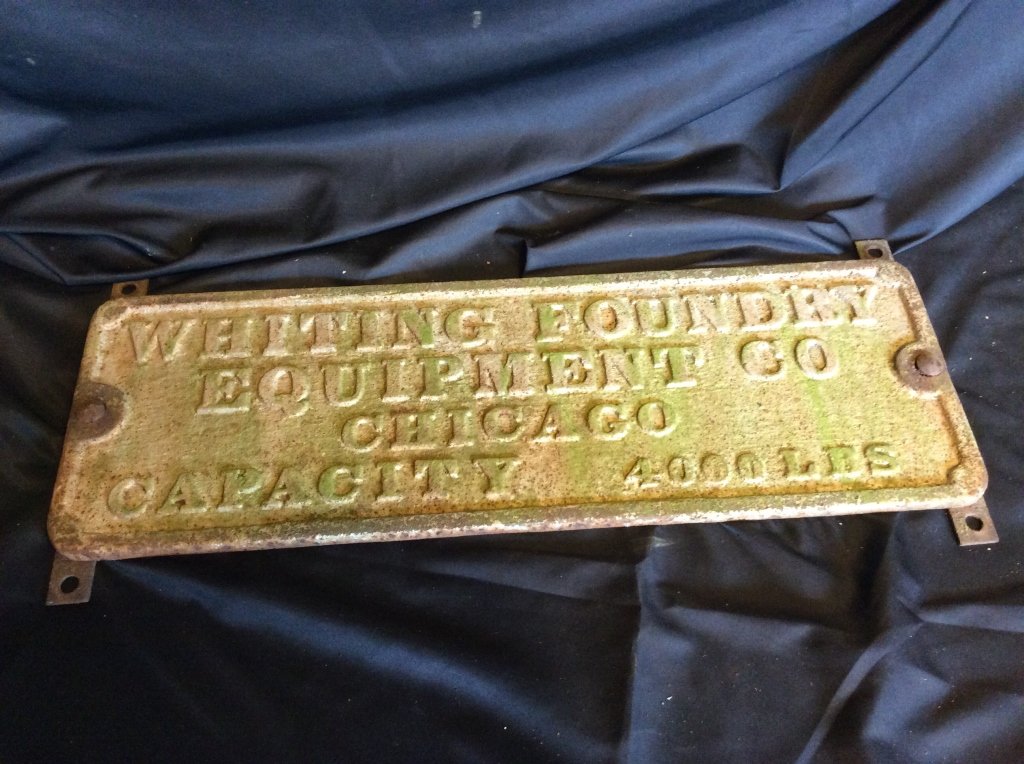 WHITING FOUNDRY
EQUIPMENT CO
CHICAGO
CAPACITY 4000 LBS